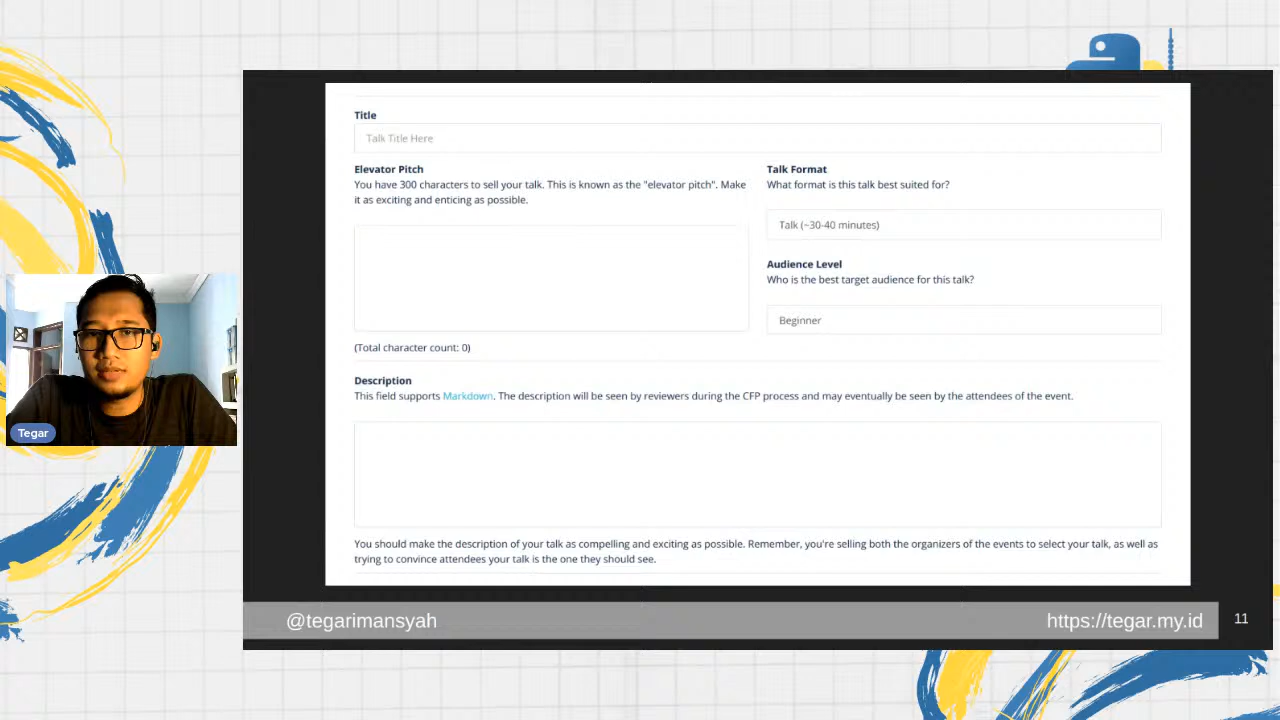 Title
Talk Title Here
Elevator Pitch
You have 300 characters to sell your talk. This is known as the "elevator pitch". Make
it as exciting and enticing as possible.
Talk Format
What format is this talk best suited for?
Talk (~30-40 minutes)
Audience Level
Who is the best target audience for this talk?
Beginner
(Total character count: 0)
Description
This field supports Markdown. The description will be seen by reviewers during the CFP process and may eventually be seen by the attendees of the event.
You should make the description of your talk as compelling and exciting as possible. Remember, you're selling both the organizers of the events to select your talk, as well as
trying to convince attendees your talk is the one they should see.
Tegar
@tegarimansyah
https://tegar.my.id
11